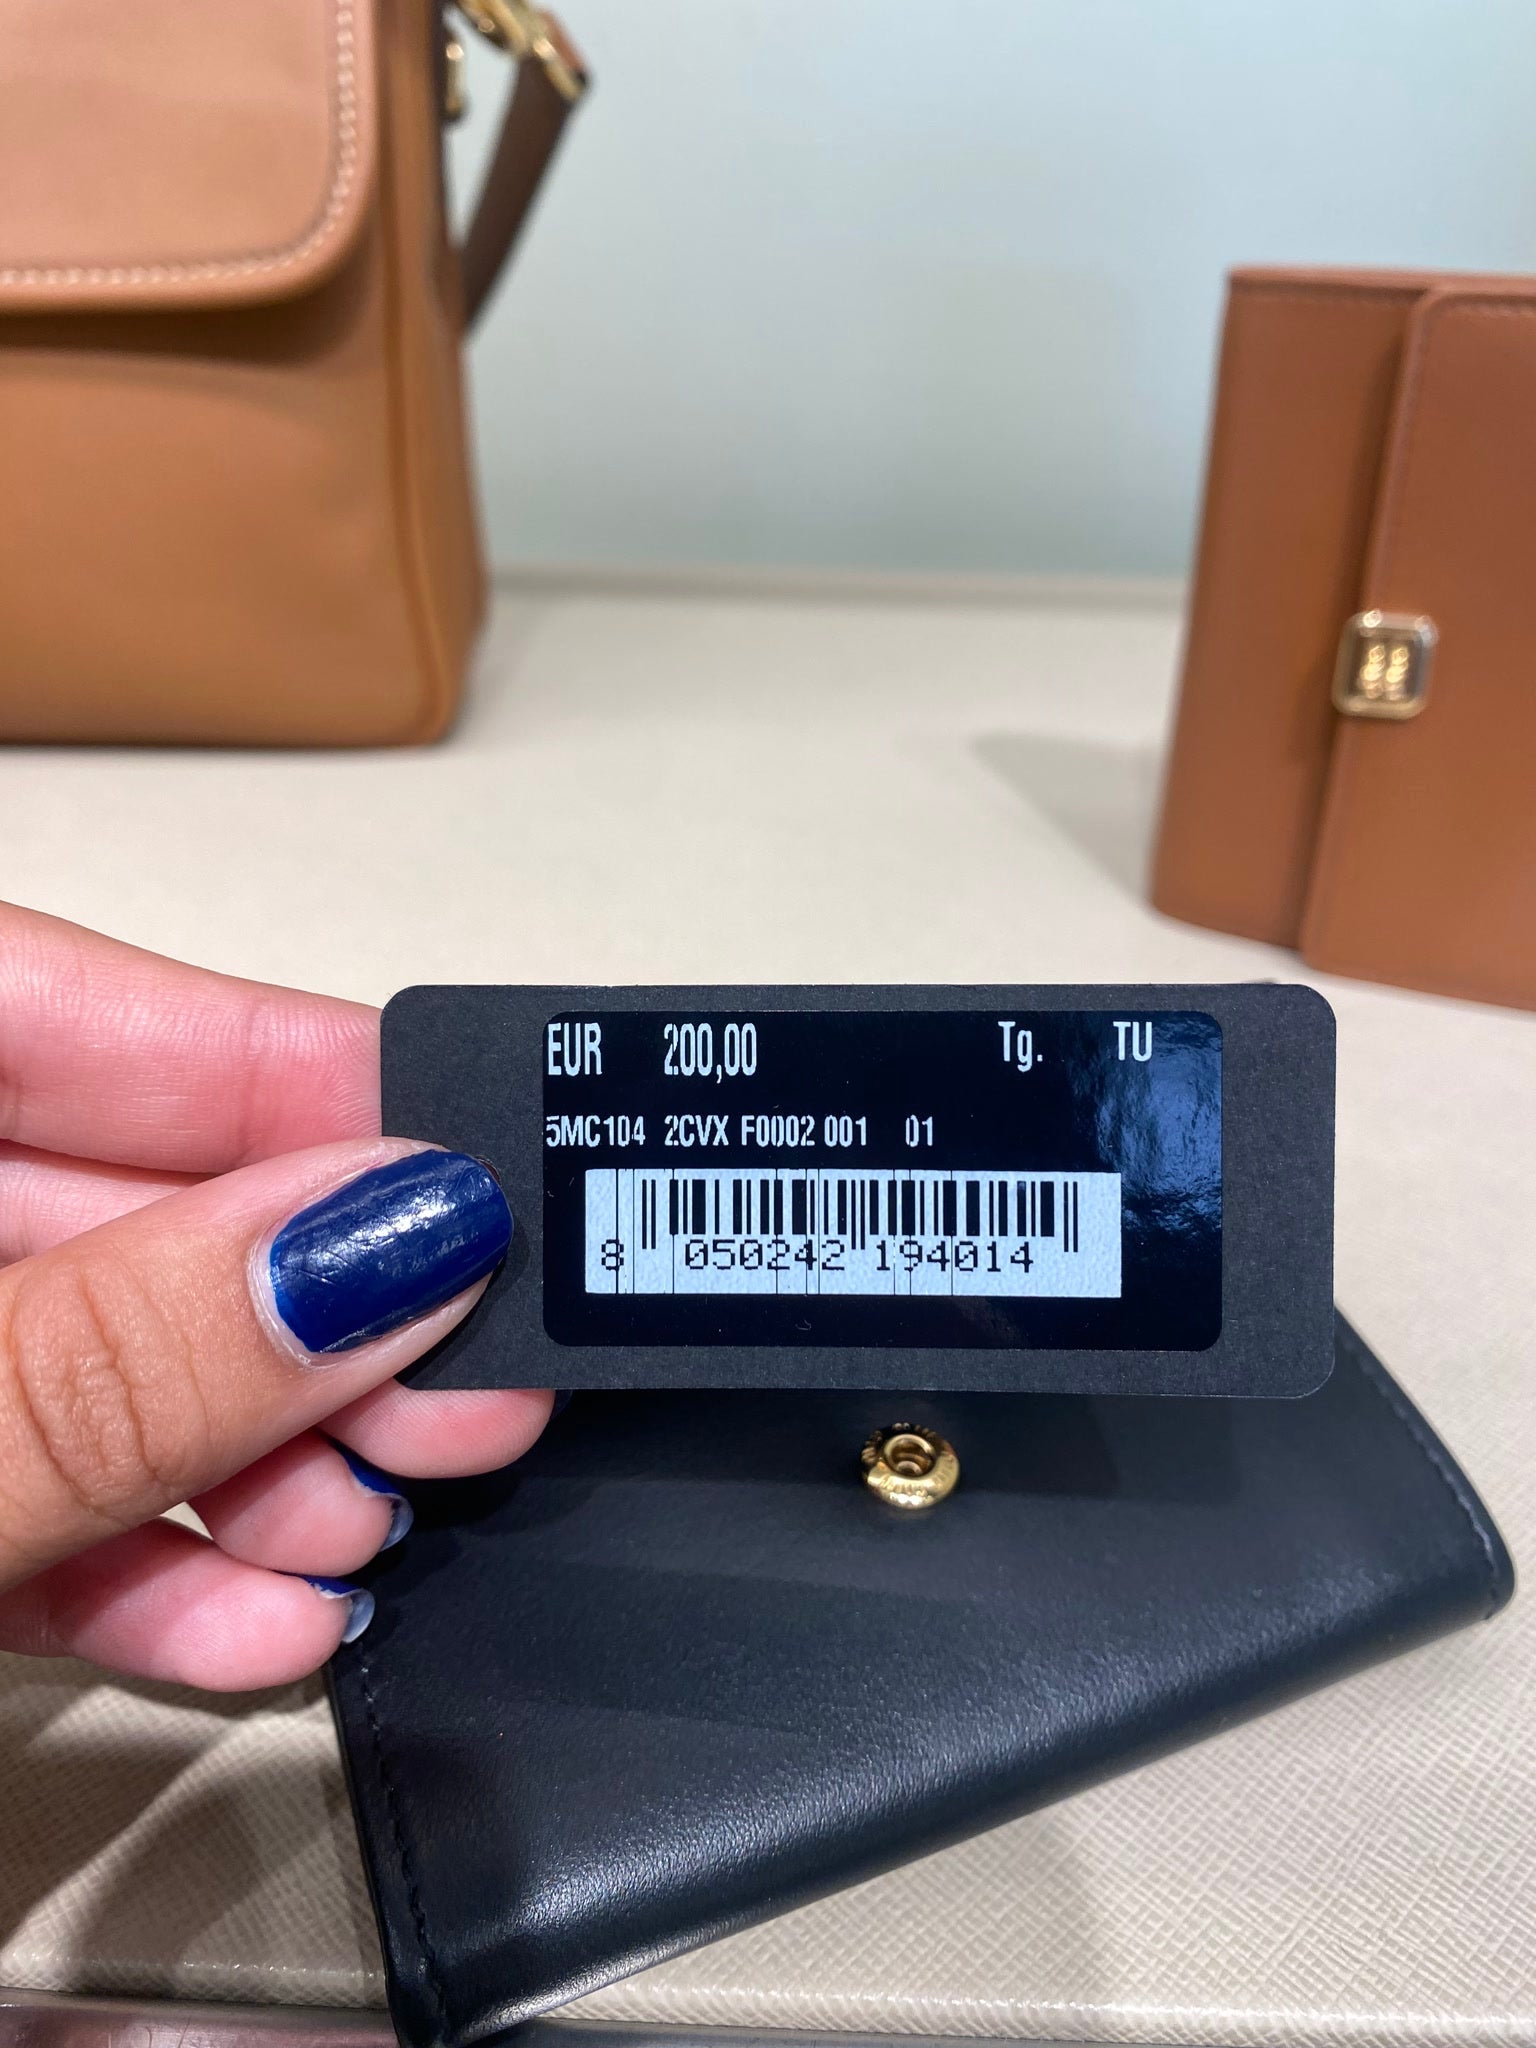 EUR 200,00 Tg. TU
5MC104 2CVX F0002 001 01
8 050242 194014